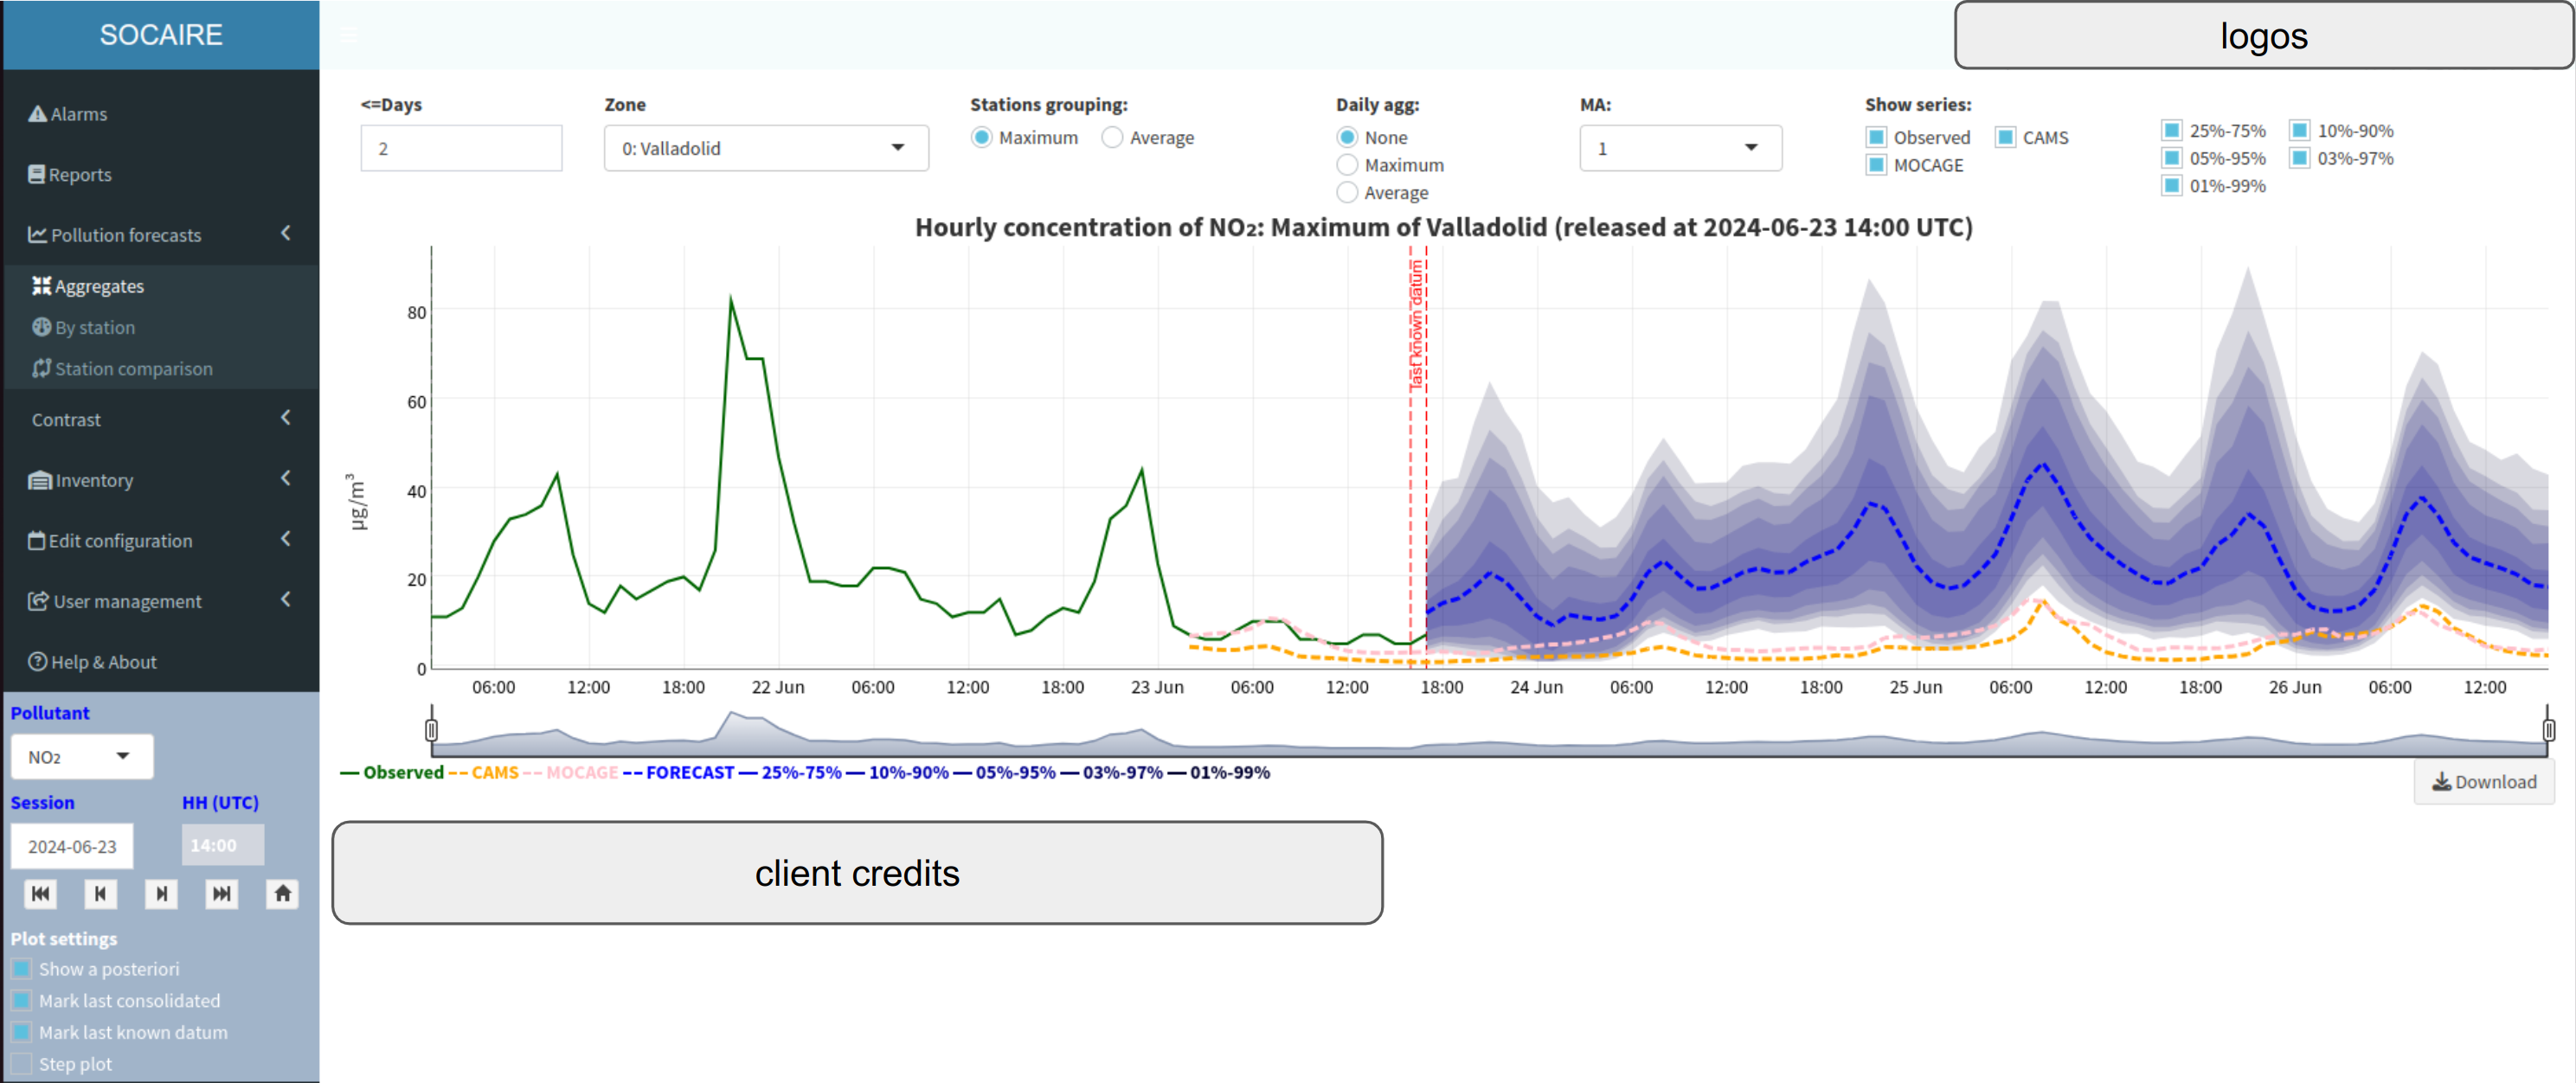 SOCAIRE
logos
Alarms
Reports
Pollution forecasts
Aggregates
By station
Station comparison
Contrast
Inventory
Edit configuration
User management
Help & About
Pollutant
NO₂
Session HH (UTC)
2024-06-23 14:00
Plot settings
Show a posteriori
Mark last consolidated
Mark last known datum
Step plot
<=Days Zone Stations grouping: Daily agg: MA: Show series:
2 0: Valladolid Maximum Average None 1 Observed CAMS 25%-75% 10%-90%
Maximum MOCAGE 05%-95% 03%-97%
Average 01%-99%
Hourly concentration of NO₂: Maximum of Valladolid (released at 2024-06-23 14:00 UTC)
last known datum
µg/m³
80
60
40
20
0
06:00 12:00 18:00 22 Jun 06:00 12:00 18:00 23 Jun 06:00 12:00 18:00 24 Jun 06:00 12:00 18:00 25 Jun 06:00 12:00 18:00 26 Jun 06:00 12:00
Observed CAMS MOCAGE FORECAST 25%-75% 10%-90% 05%-95% 03%-97% 01%-99%
Download
client credits